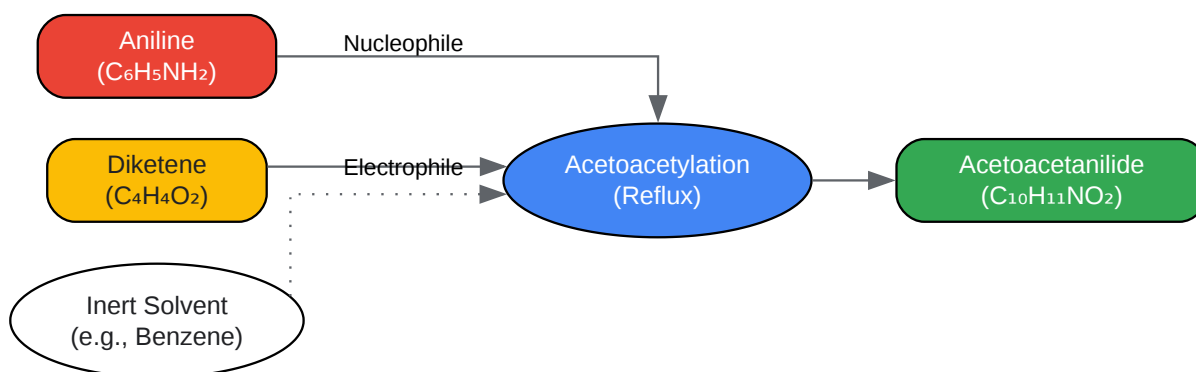 Aniline
(C₆H₅NH₂)
Nucleophile
Diketene
(C₄H₄O₂)
Electrophile
Acetoacetylation
(Reflux)
Acetoacetanilide
(C₁₀H₁₁NO₂)
Inert Solvent
(e.g., Benzene)